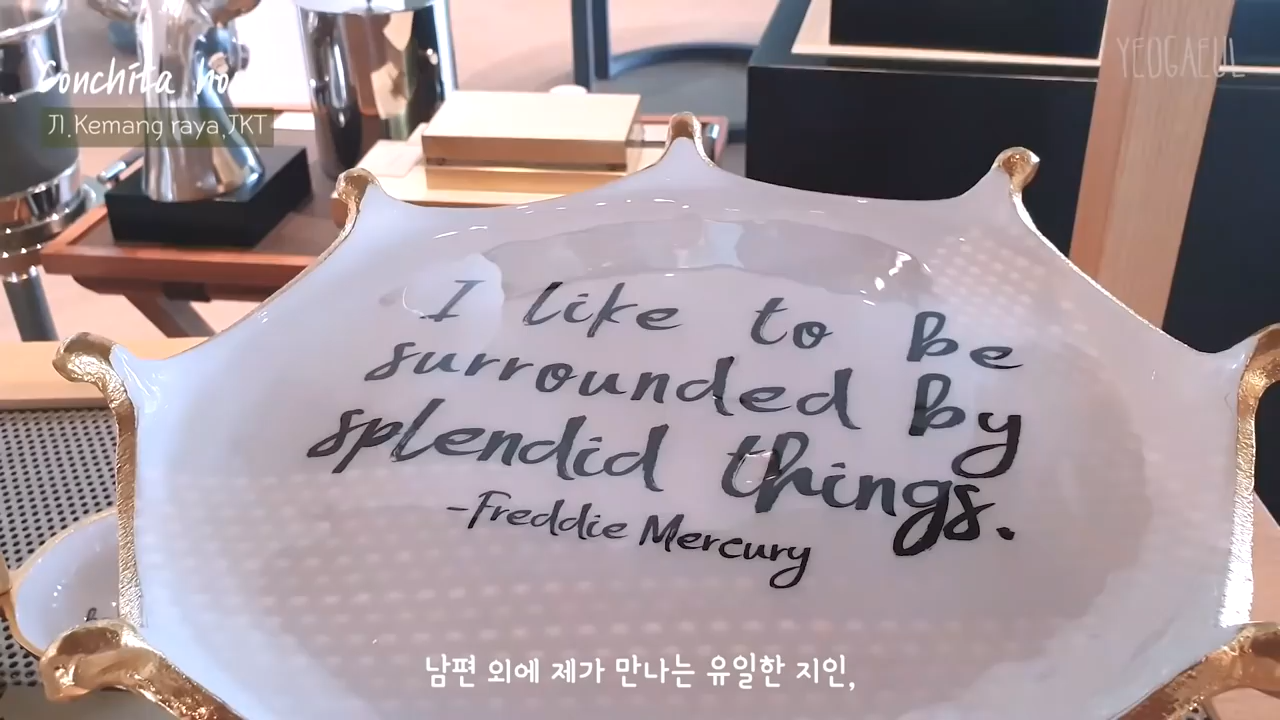 Conchita
Jl. Kemang raya, JKT
YEOGAEUL
I like to be
surrounded by
splendid things.
-Freddie Mercury
남편 외에 제가 만나는 유일한 지인,